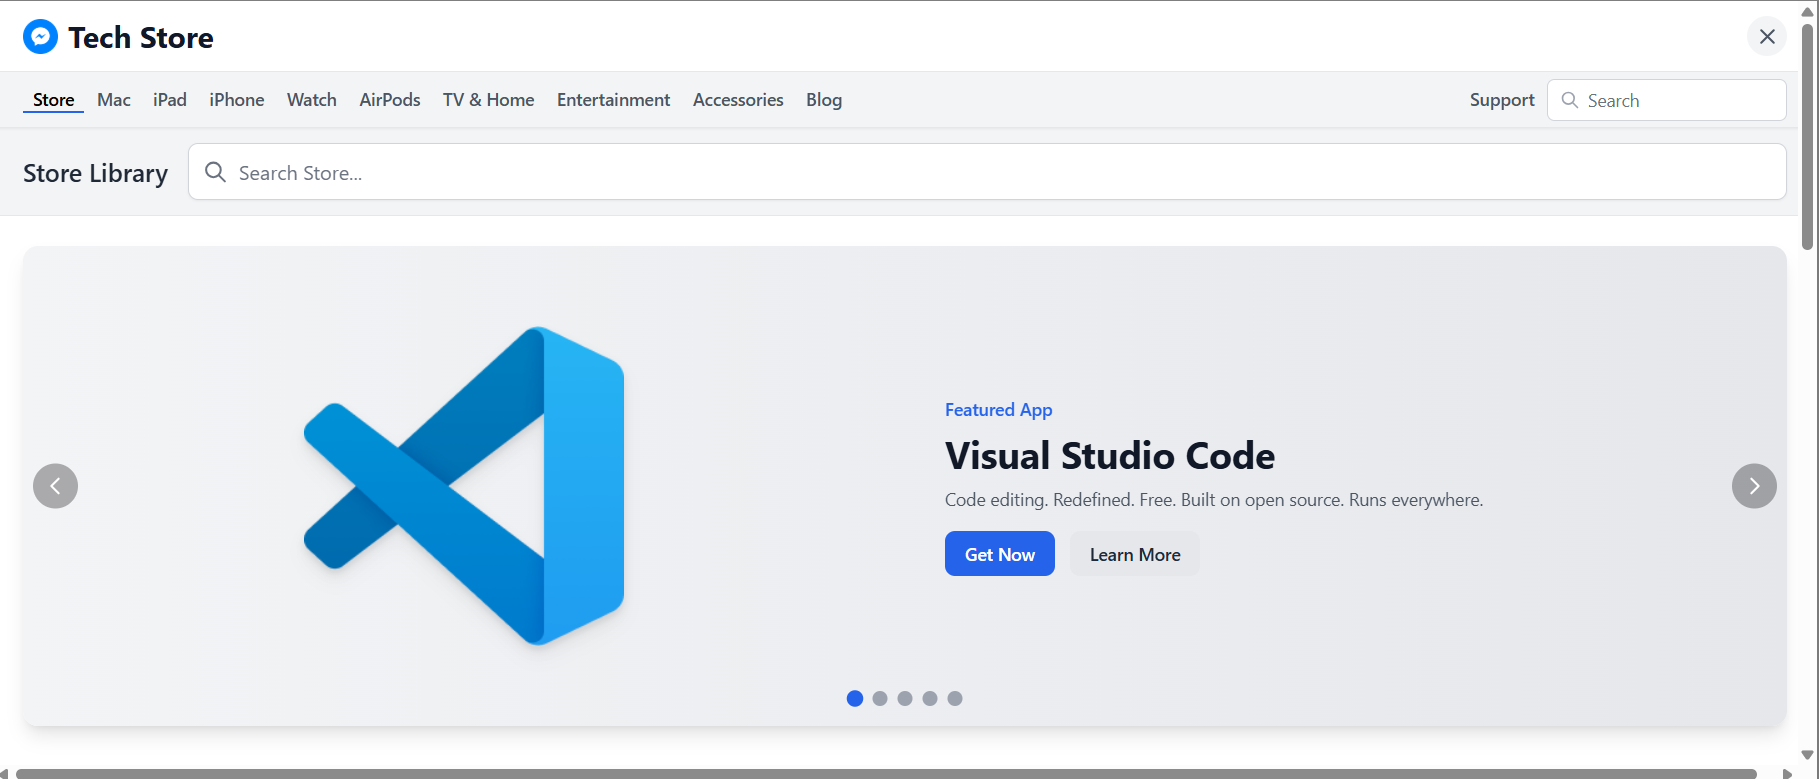 Tech Store
Store Mac iPad iPhone Watch AirPods TV & Home Entertainment Accessories Blog Support Search
Store Library Search Store...
Featured App
Visual Studio Code
Code editing. Redefined. Free. Built on open source. Runs everywhere.
Get Now Learn More